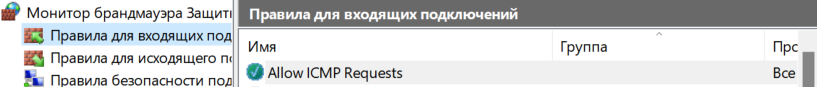 Монитор брандмауэра Защит
Правила для входящих под
Правила для исходящего п
Правила безопасности под
Правила для входящих подключений
Имя Группа Прс
Allow ICMP Requests Все